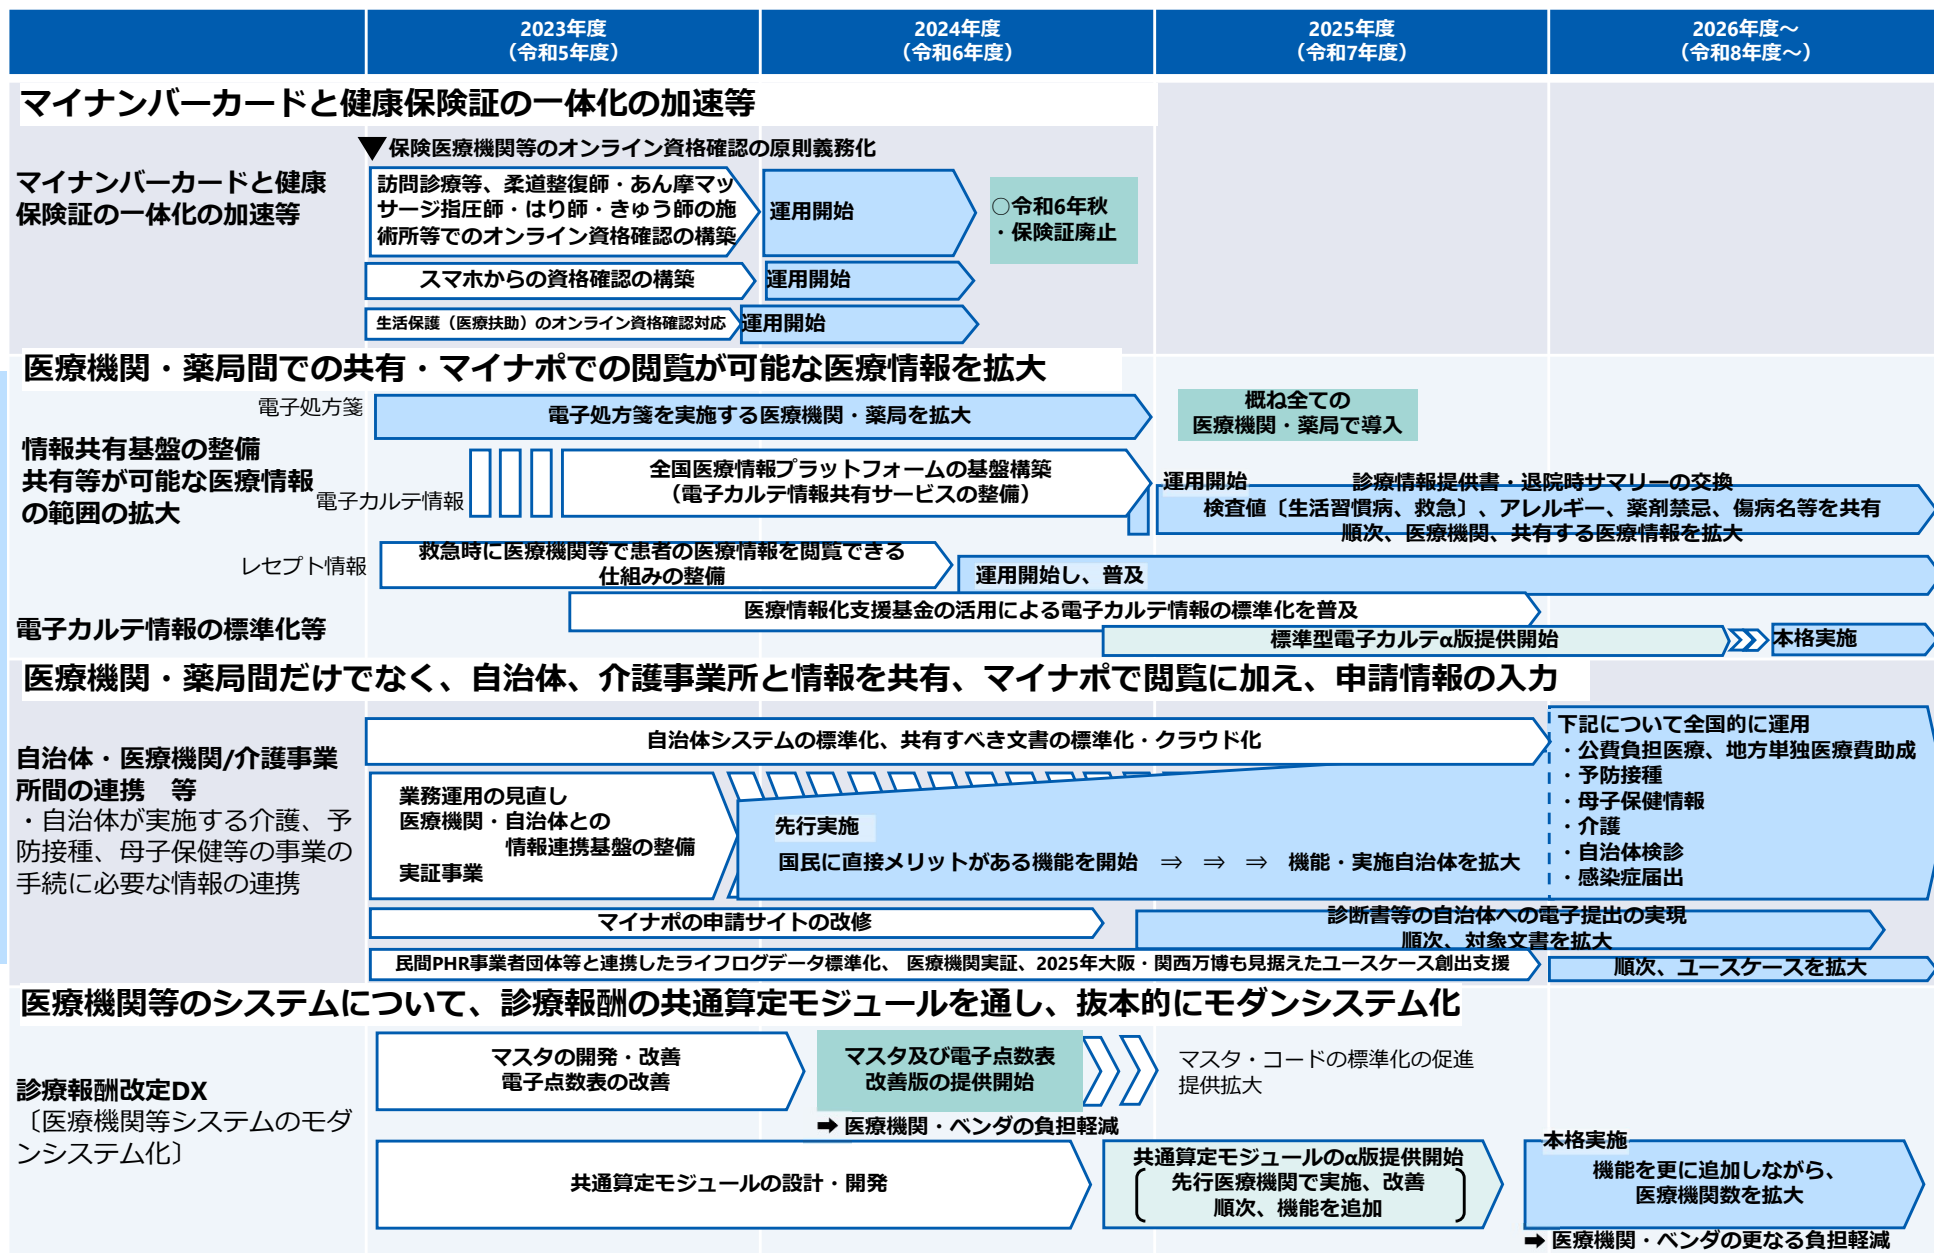 2023年度
（令和5年度）
2024年度
（令和6年度）
2025年度
（令和7年度）
2026年度～
（令和8年度～）
マイナンバーカードと健康保険証の一体化の加速等
マイナンバーカードと健康
保険証の一体化の加速等
▼保険医療機関等のオンライン資格確認の原則義務化
訪問診療等、柔道整復師・あん摩マッ
サージ指圧師・はり師・きゅう師の施
術所等でのオンライン資格確認の構築
運用開始
○令和6年秋
・保険証廃止
スマホからの資格確認の構築
運用開始
生活保護（医療扶助）のオンライン資格確認対応
運用開始
医療機関・薬局間での共有・マイナポでの閲覧が可能な医療情報を拡大
情報共有基盤の整備
共有等が可能な医療情報
の範囲の拡大
電子処方箋
電子処方箋を実施する医療機関・薬局を拡大
概ね全ての
医療機関・薬局で導入
電子カルテ情報
全国医療情報プラットフォームの基盤構築
（電子カルテ情報共有サービスの整備）
運用開始
診療情報提供書・退院時サマリーの交換
検査値〔生活習慣病、救急〕、アレルギー、薬剤禁忌、傷病名等を共有
順次、医療機関、共有する医療情報を拡大
レセプト情報
救急時に医療機関等で患者の医療情報を閲覧できる
仕組みの整備
運用開始し、普及
電子カルテ情報の標準化等
医療情報化支援基金の活用による電子カルテ情報の標準化を普及
標準型電子カルテα版提供開始
本格実施
医療機関・薬局間だけでなく、自治体、介護事業所と情報を共有、マイナポで閲覧に加え、申請情報の入力
自治体・医療機関/介護事業
所間の連携　等
・自治体が実施する介護、予
防接種、母子保健等の事業の
手続に必要な情報の連携
自治体システムの標準化、共有すべき文書の標準化・クラウド化
業務運用の見直し
医療機関・自治体との
情報連携基盤の整備
実証事業
先行実施
国民に直接メリットがある機能を開始　⇒　⇒　⇒　機能・実施自治体を拡大
下記について全国的に運用
・公費負担医療、地方単独医療費助成
・予防接種
・母子保健情報
・介護
・自治体検診
・感染症届出
マイナポの申請サイトの改修
診断書等の自治体への電子提出の実現
順次、対象文書を拡大
民間PHR事業者団体等と連携したライフログデータ標準化、 医療機関実証、2025年大阪・関西万博も見据えたユースケース創出支援
順次、ユースケースを拡大
医療機関等のシステムについて、診療報酬の共通算定モジュールを通し、抜本的にモダンシステム化
診療報酬改定DX
〔医療機関等システムのモダ
ンシステム化〕
マスタの開発・改善
電子点数表の改善
マスタ及び電子点数表
改善版の提供開始
マスタ・コードの標準化の促進
提供拡大
➡ 医療機関・ベンダの負担軽減
共通算定モジュールの設計・開発
共通算定モジュールのα版提供開始
先行医療機関で実施、改善
順次、機能を追加
本格実施
機能を更に追加しながら、
医療機関数を拡大
➡ 医療機関・ベンダの更なる負担軽減